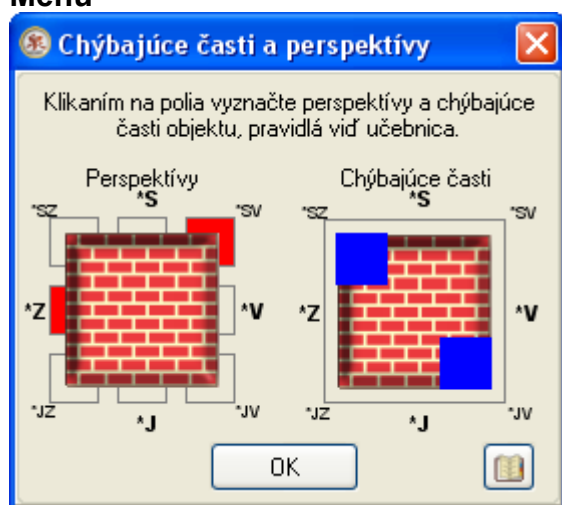 Menu
Chýbajúce časti a perspektívy
Klikaním na polia vyznačte perspektívy a chýbajúce
časti objektu, pravidlá viď učebnica.
Perspektívy
*S
*SZ
*SV
*Z
*V
*JZ
*J
*JV
Chýbajúce časti
*S
*SZ
*SV
*Z
*V
*JZ
*J
*JV
OK